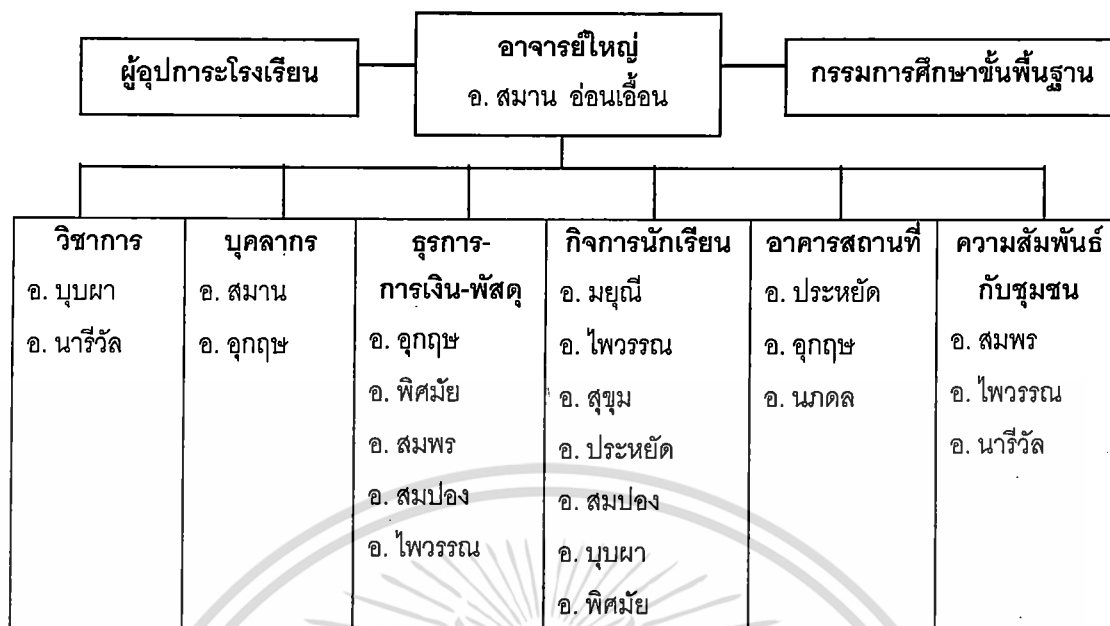 ผู้อุปการะโรงเรียน
อาจารย์ใหญ่
อ. สมาน อ่อนเอื้อน
กรรมการศึกษาขั้นพื้นฐาน
วิชาการ
อ. บุบผา
อ. นารีวัล
บุคลากร
อ. สมาน
อ. อุกฤษ
ธุรการ-
การเงิน-พัสดุ
อ. อุกฤษ
อ. พิศมัย
อ. สมพร
อ. สมปอง
อ. ไพวรรณ
กิจการนักเรียน
อ. มยุณี
อ. ไพวรรณ
อ. สุขุม
อ. ประหยัด
อ. สมปอง
อ. บุบผา
อ. พิศมัย
อาคารสถานที่
อ. ประหยัด
อ. อุกฤษ
อ. นภดล
ความสัมพันธ์
กับชุมชน
อ. สมพร
อ. ไพวรรณ
อ. นารีวัล